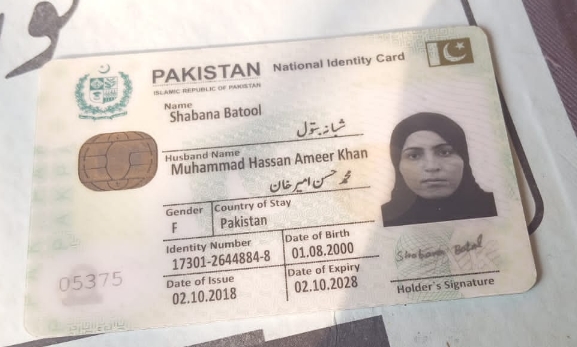 PAKISTAN National Identity Card
ISLAMIC REPUBLIC OF PAKISTAN
Name
Shabana Batool
شبانہ بتول
Husband Name
Muhammad Hassan Ameer Khan
محمد حسن امیر خان
Gender Country of Stay
F Pakistan
Identity Number Date of Birth
17301-2644884-8 01.08.2000
Date of Issue Date of Expiry
02.10.2018 02.10.2028
05375
Shabana Batol
Holder's Signature